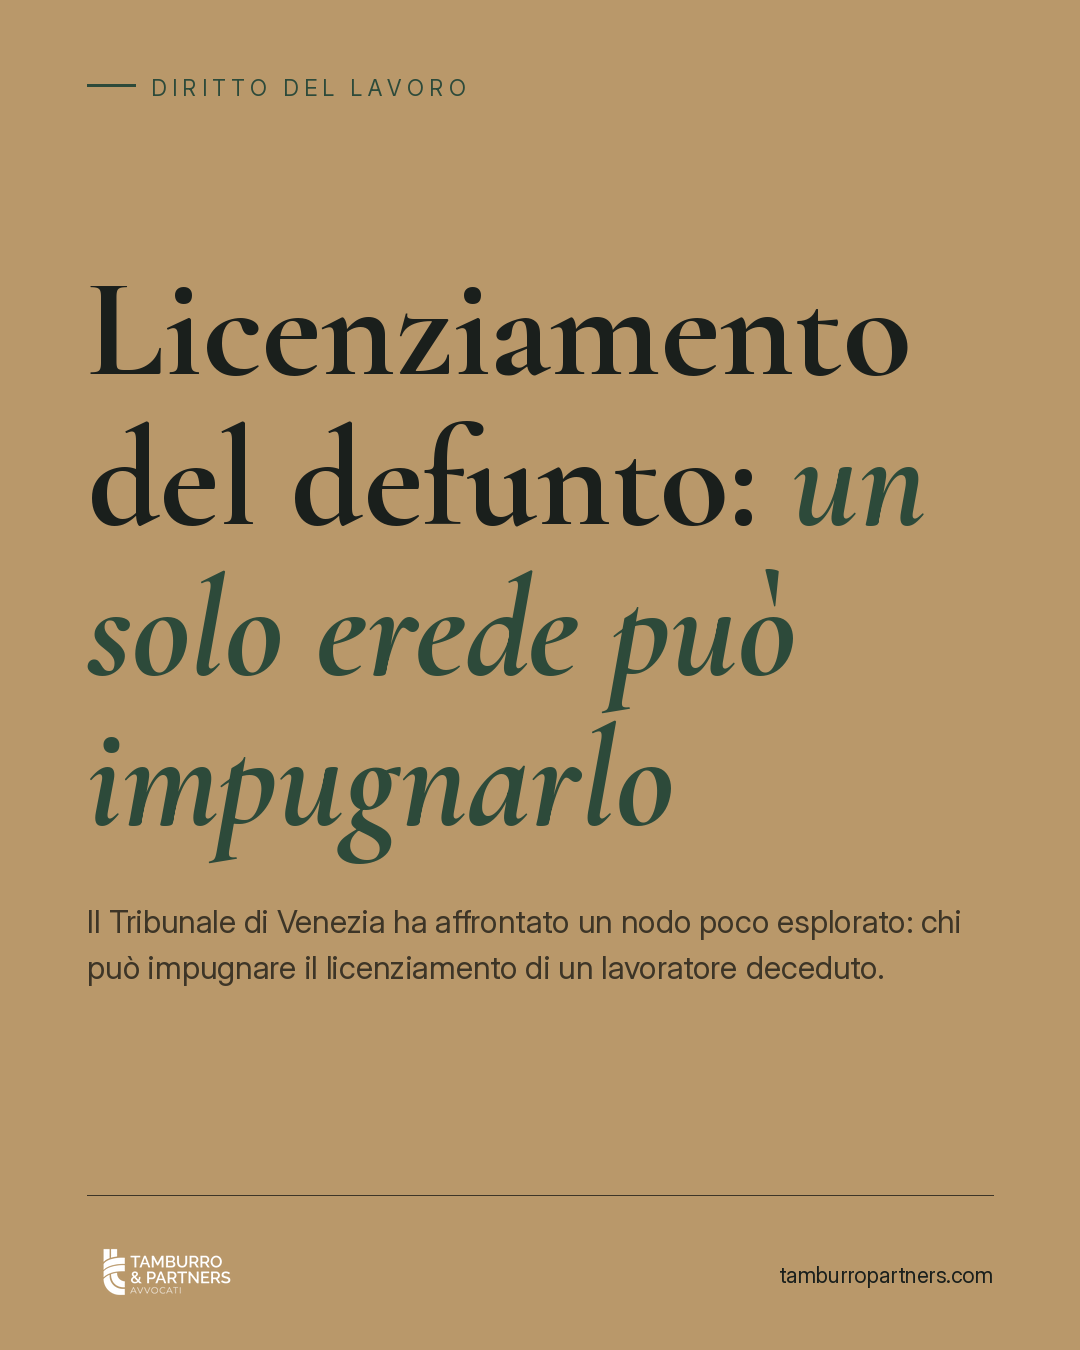 DIRITTO DEL LAVORO
Licenziamento
del defunto: un
solo erede può
impugnarlo
Il Tribunale di Venezia ha affrontato un nodo poco esplorato: chi
può impugnare il licenziamento di un lavoratore deceduto.
TAMBURRO
& PARTNERS
AVVOCATI
tamburropartners.com